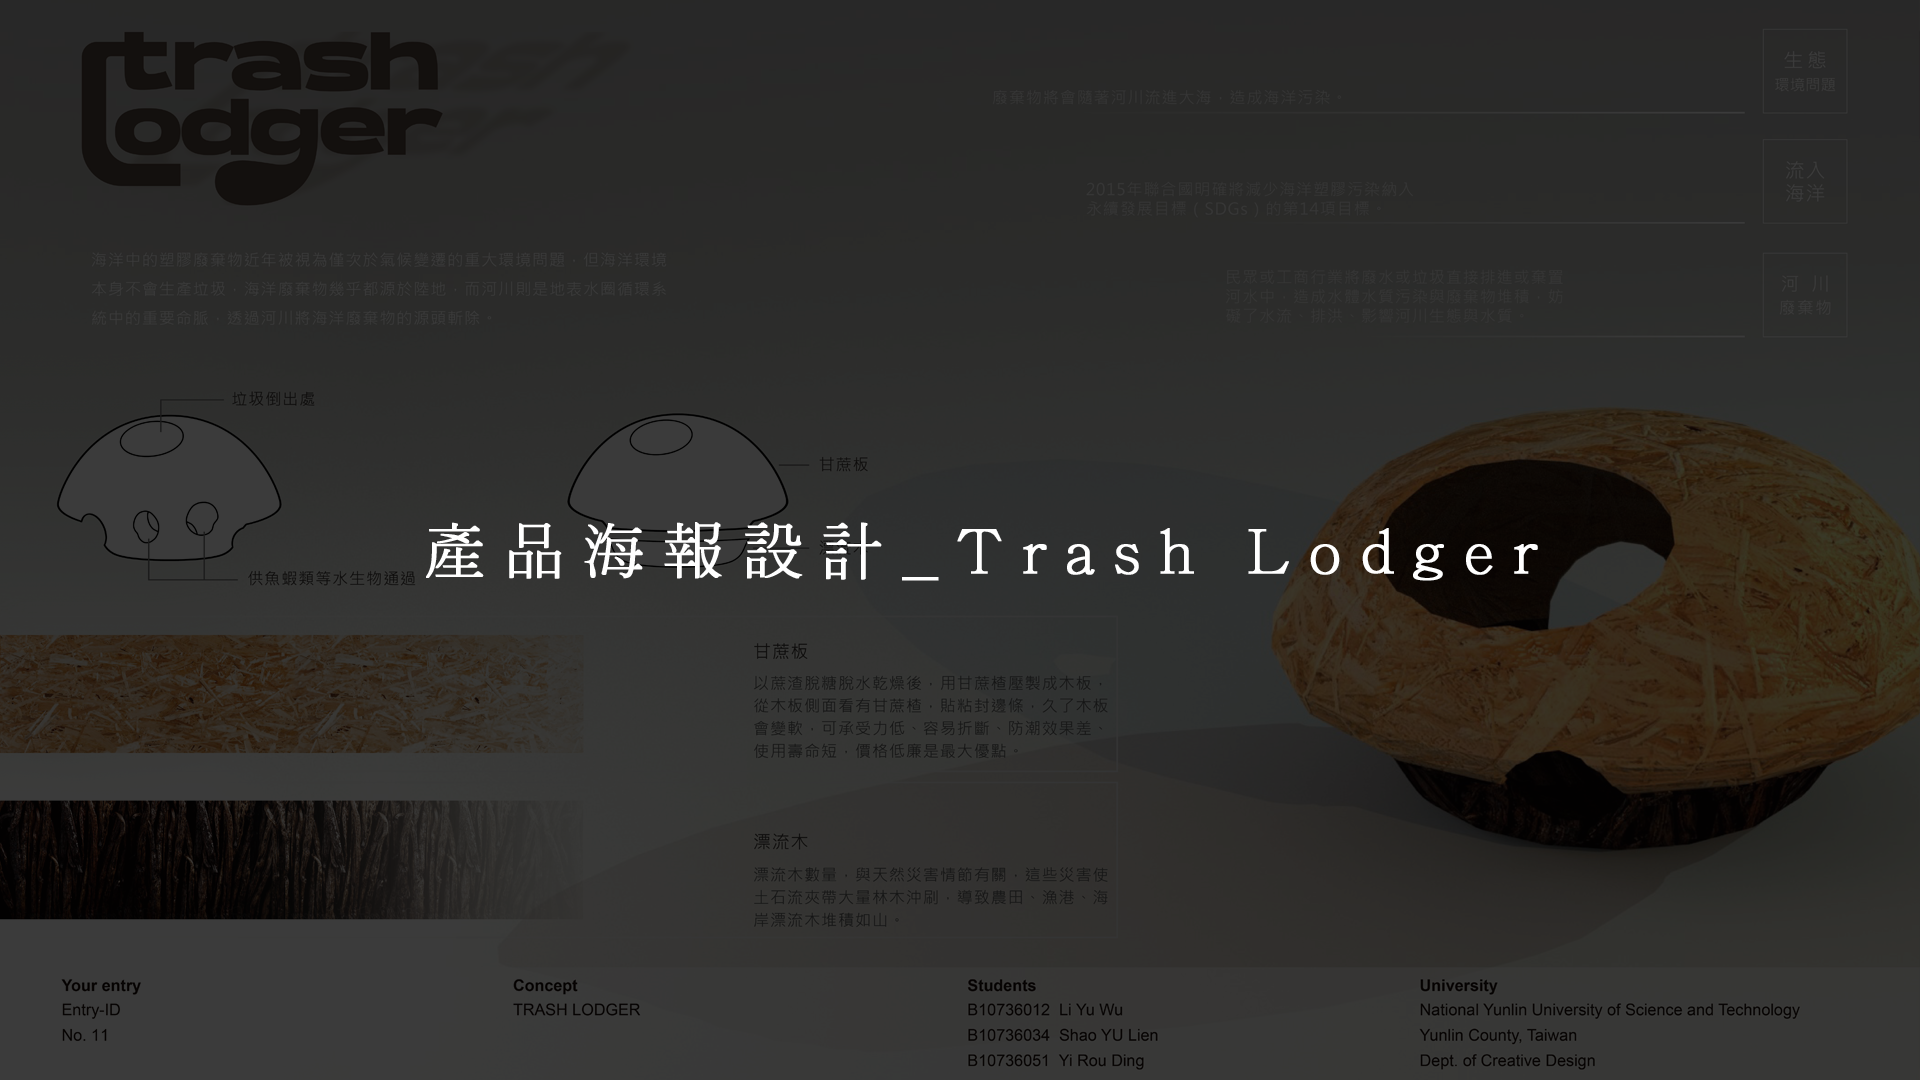 trash
Lodger
生態
環境問題
廢棄物將會隨著河川流進大海，造成海洋污染。
流入
海洋
2015年聯合國明確將減少海洋塑膠污染納入
永續發展目標（SDGs）的第14項目標。
河川
廢棄物
民眾或工商行業將廢水或垃圾直接排進或棄置
河水中，造成水體水質污染與廢棄物堆積，妨
礙了水流、排洪，影響河川生態與水質。
海洋中的塑膠廢棄物近年被視為僅次於氣候變遷的重大環境問題，但海洋環境
本身不會生產垃圾，海洋廢棄物幾乎都源於陸地，而河川則是地表水圈循環系
統中的重要命脈，透過河川將海洋廢棄物的源頭斬除。
垃圾倒出處
甘蔗板
產品海報設計_Trash Lodger
供魚蝦類等水生物通過
甘蔗板
以蔗渣脫糖脫水乾燥後，用甘蔗楂壓製成木板，
從木板側面看有甘蔗楂，貼粘封邊條，久了木板
會變軟，可承受力低、容易折斷、防潮效果差、
使用壽命短，價格低廉是最大優點。
漂流木
漂流木數量，與天然災害情節有關，這些災害使
土石流夾帶大量林木沖刷，導致農田、漁港、海
岸漂流木堆積如山。
Your entry
Entry-ID
No. 11
Concept
TRASH LODGER
Students
B10736012 Li Yu Wu
B10736034 Shao YU Lien
B10736051 Yi Rou Ding
University
National Yunlin University of Science and Technology
Yunlin County, Taiwan
Dept. of Creative Design